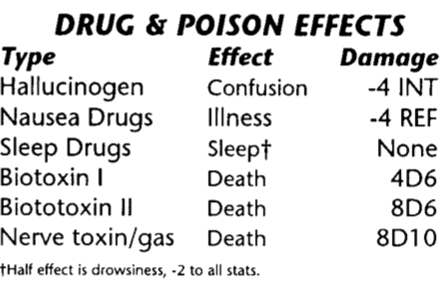 DRUG & POISON EFFECTS
Type Effect Damage
Hallucinogen Confusion -4 INT
Nausea Drugs Illness -4 REF
Sleep Drugs Sleep† None
Biotoxin I Death 4D6
Biototoxin II Death 8D6
Nerve toxin/gas Death 8D10
†Half effect is drowsiness, -2 to all stats.